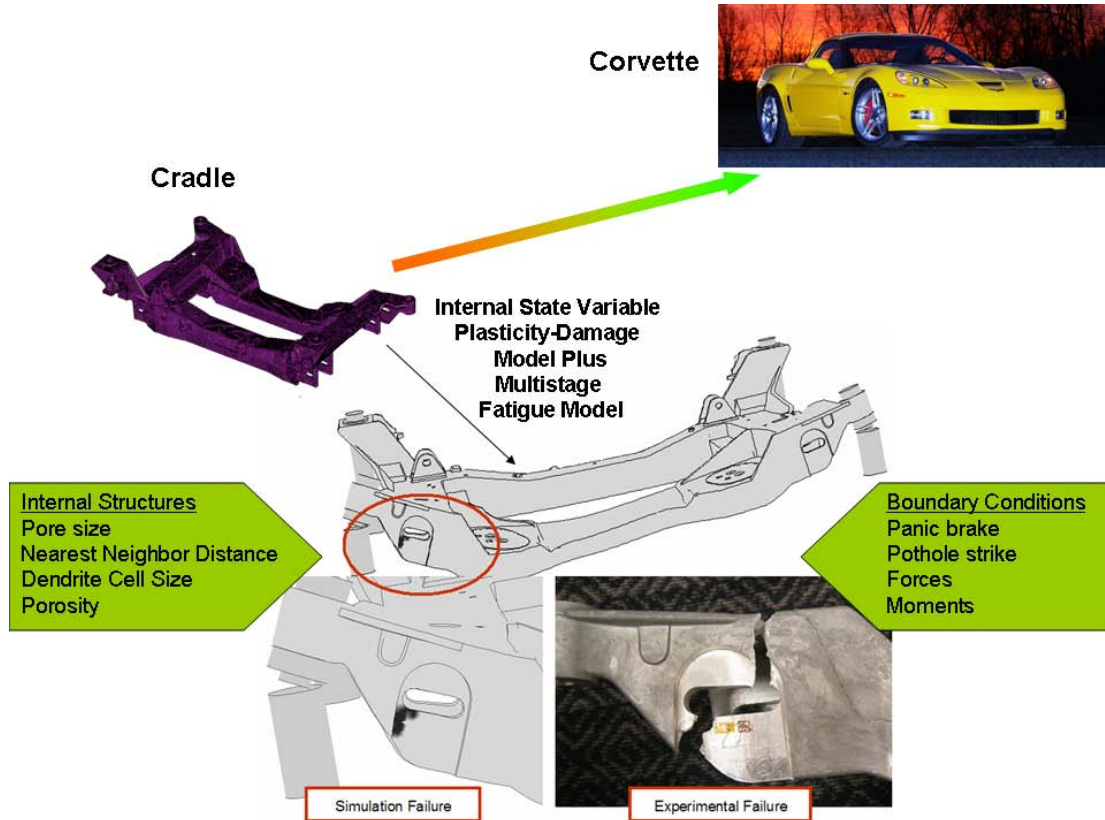 Corvette
Cradle
Internal State Variable
Plasticity-Damage
Model Plus
Multistage
Fatigue Model
Internal Structures
Pore size
Nearest Neighbor Distance
Dendrite Cell Size
Porosity
Boundary Conditions
Panic brake
Pothole strike
Forces
Moments
Simulation Failure
Experimental Failure